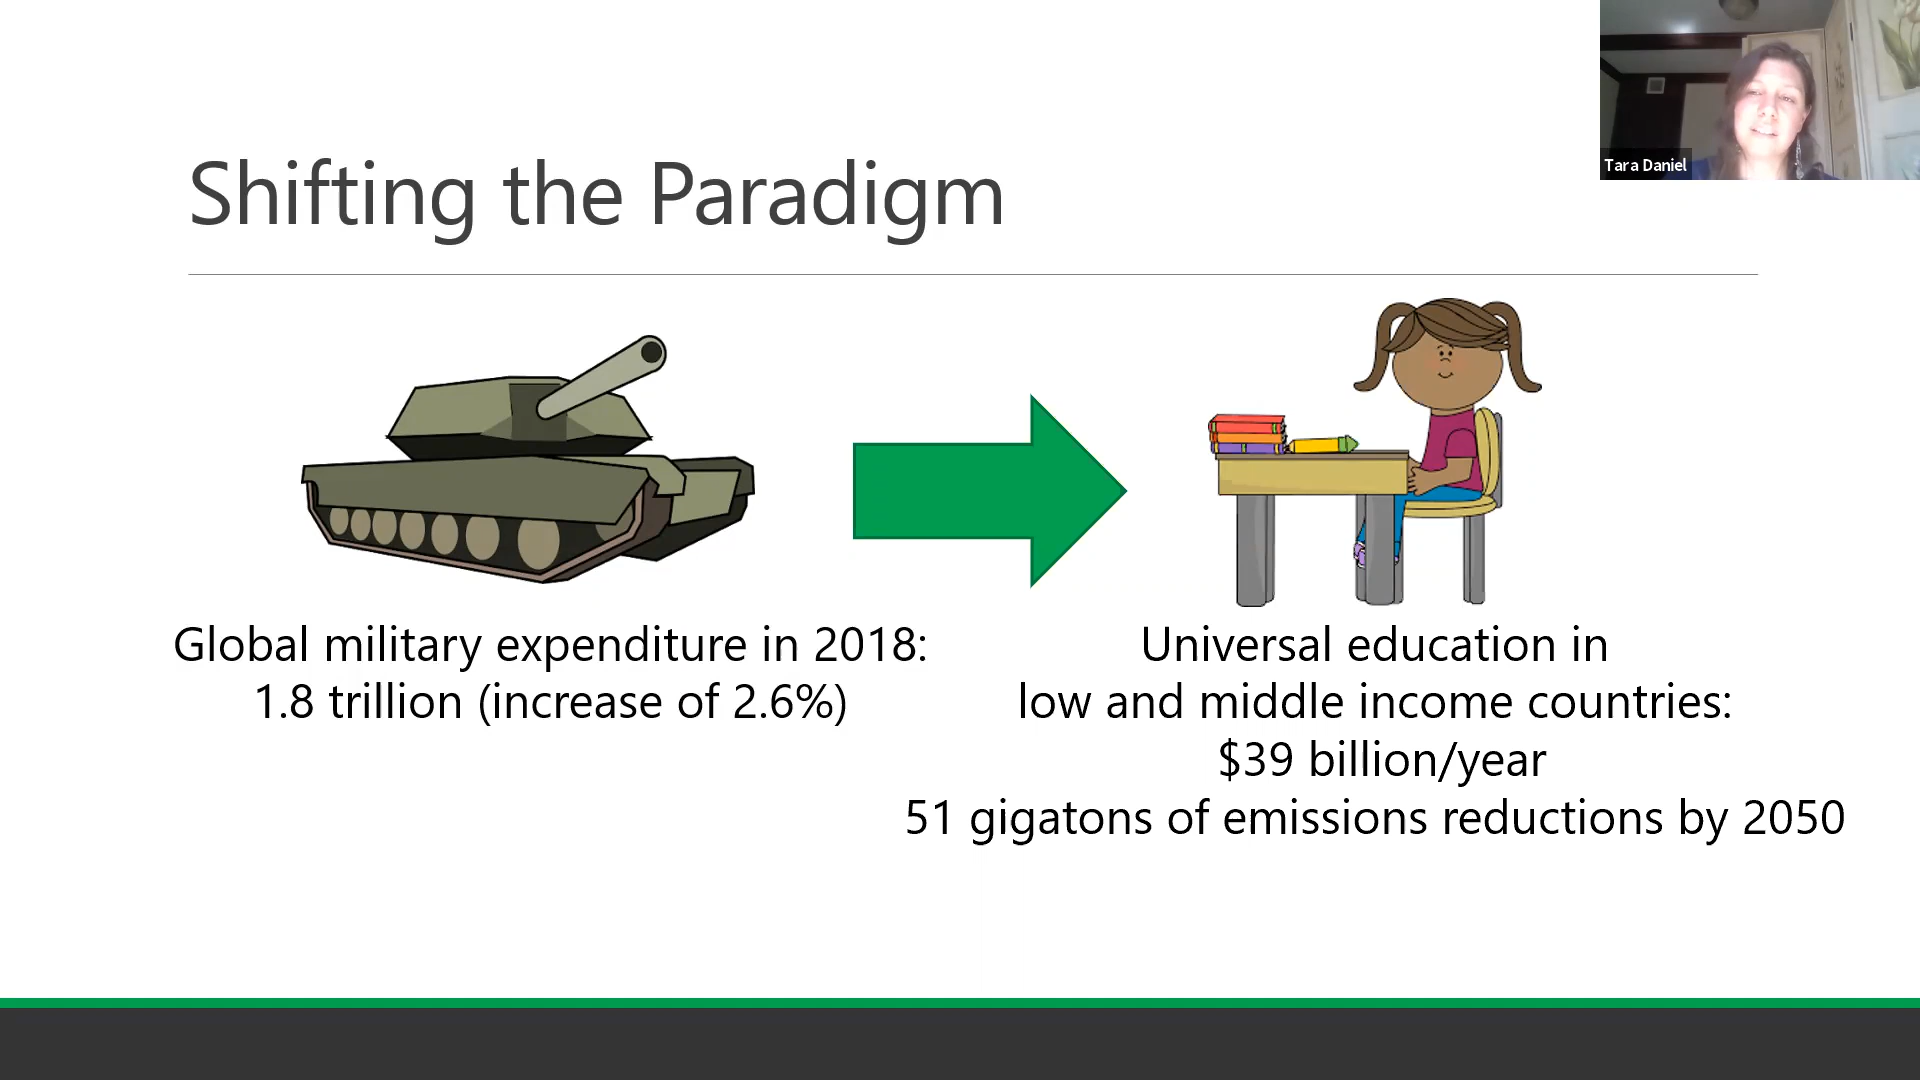 Shifting the Paradigm
Tara Daniel
Global military expenditure in 2018:
1.8 trillion (increase of 2.6%)
Universal education in
low and middle income countries:
$39 billion/year
51 gigatons of emissions reductions by 2050